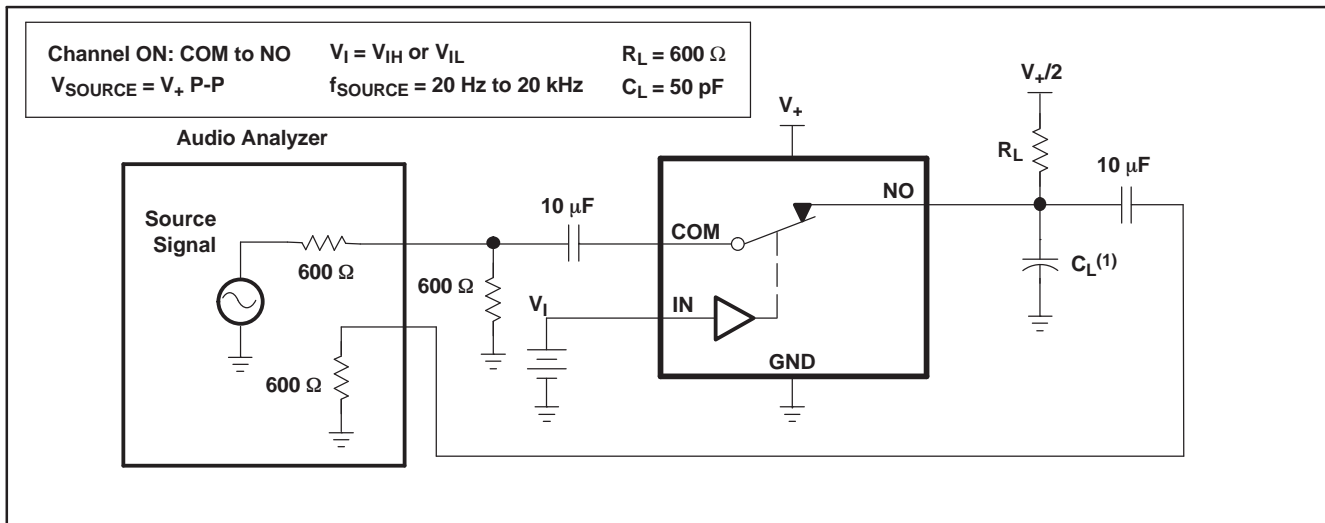 Channel ON: COM to NO
V_I = V_IH or V_IL
R_L = 600 Ω
V_SOURCE = V_+ P-P
f_SOURCE = 20 Hz to 20 kHz
C_L = 50 pF
Audio Analyzer
V_+/2
V_+
R_L
10 μF
NO
Source
Signal
10 μF
COM
600 Ω
600 Ω
C_L(1)
V_I
IN
600 Ω
GND